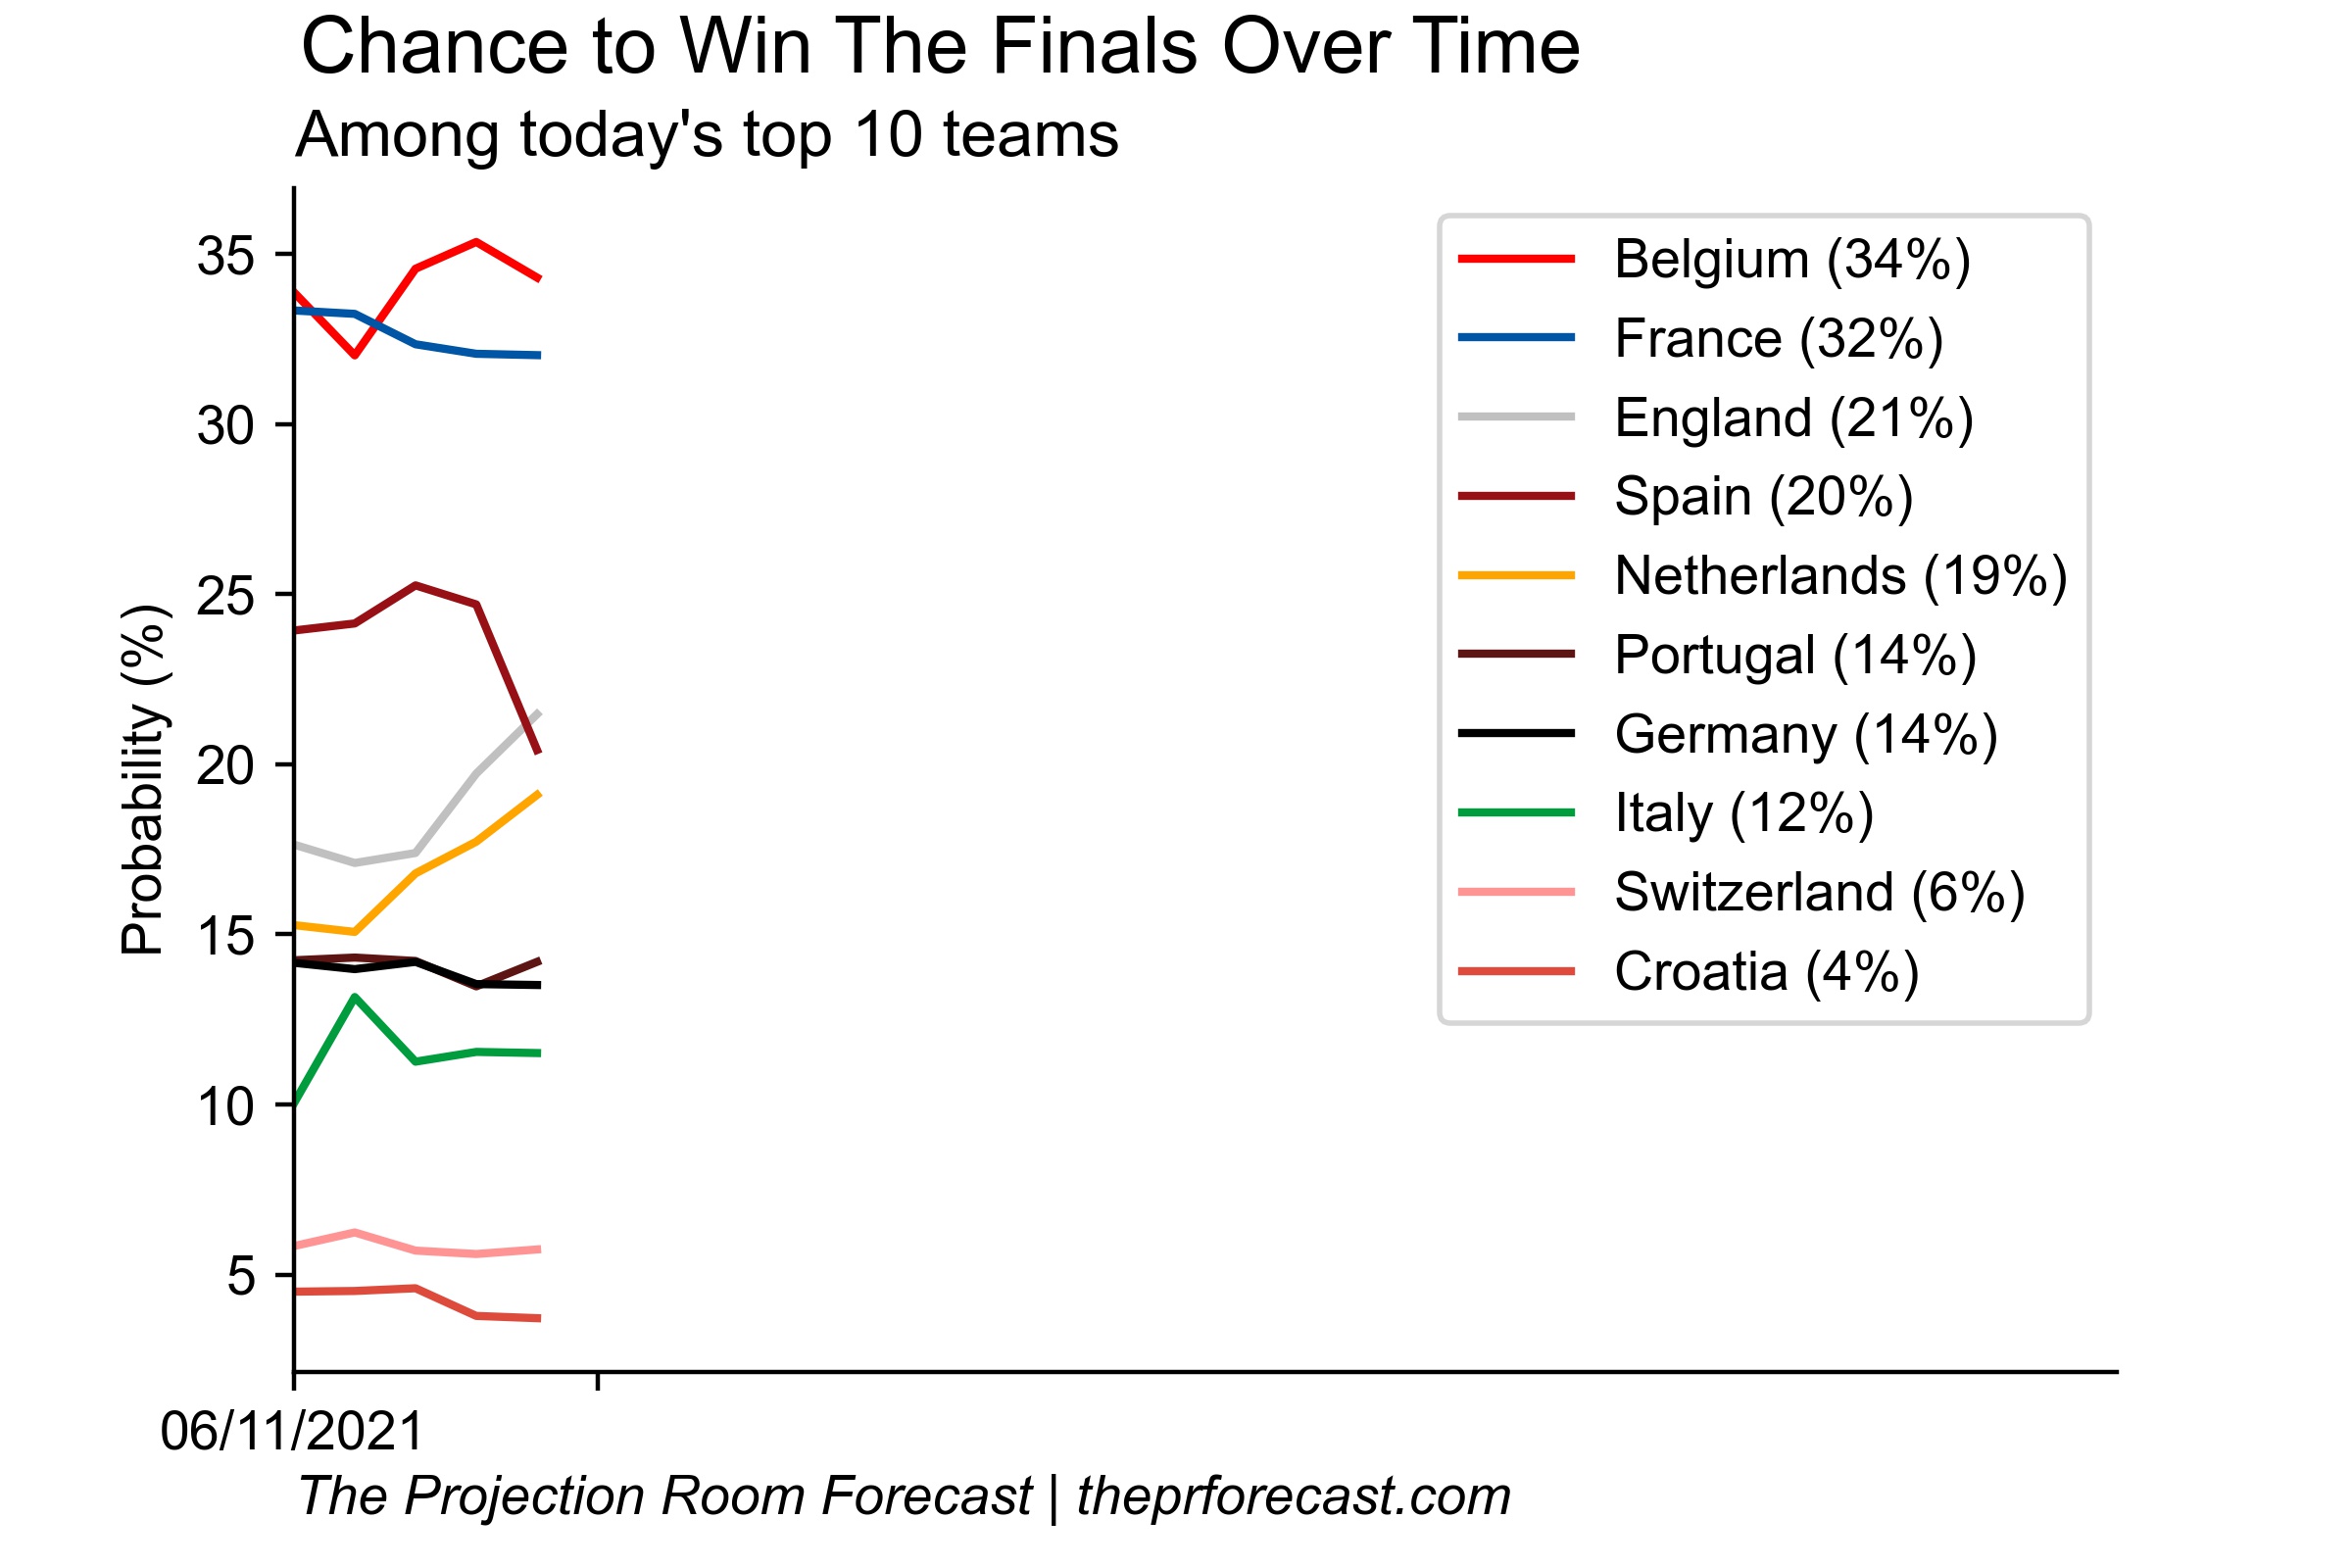 Chance to Win The Finals Over Time
Among today's top 10 teams
Probability (%)
35
30
25
20
15
10
5
Belgium (34%)
France (32%)
England (21%)
Spain (20%)
Netherlands (19%)
Portugal (14%)
Germany (14%)
Italy (12%)
Switzerland (6%)
Croatia (4%)
06/11/2021
The Projection Room Forecast | theprforecast.com